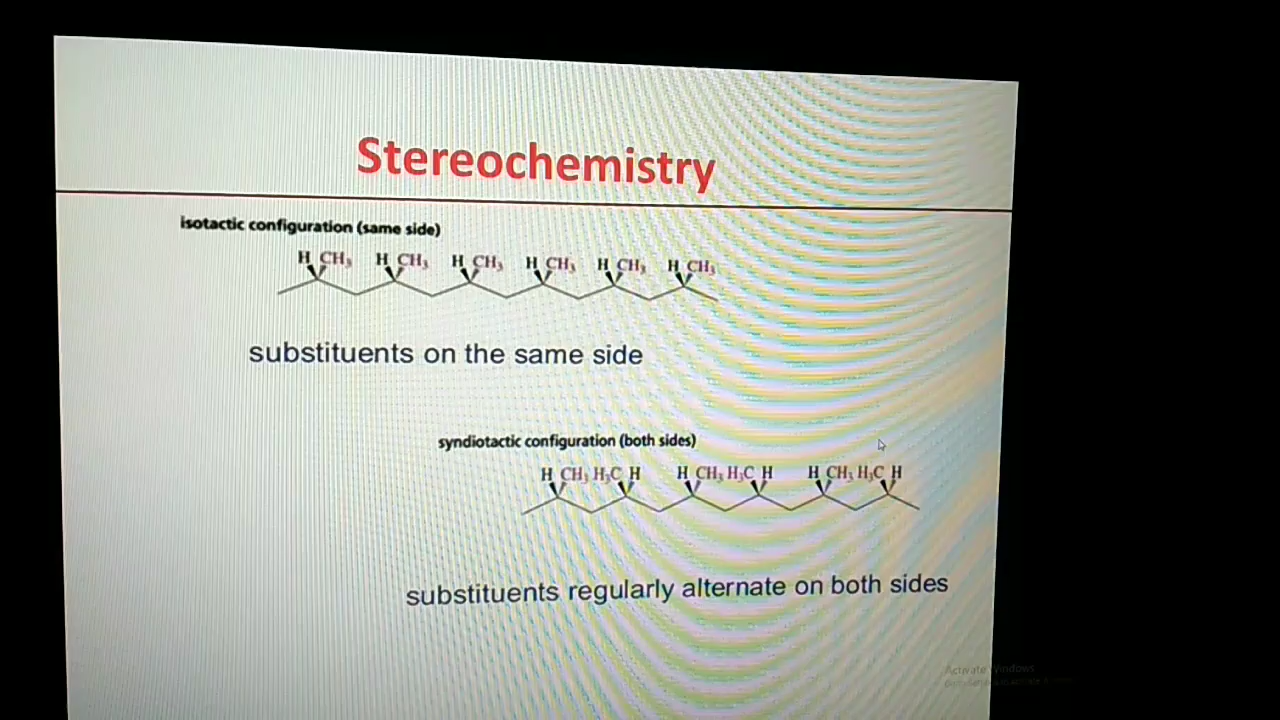 Stereochemistry
isotactic configuration (same side)
H CH₃ H CH₃ H CH₃ H CH₃ H CH₃ H CH₃
substituents on the same side
syndiotactic configuration (both sides)
H CH₃ H₃C H H CH₃ H₃C H H CH₃ H₃C H
substituents regularly alternate on both sides
Activate Windows